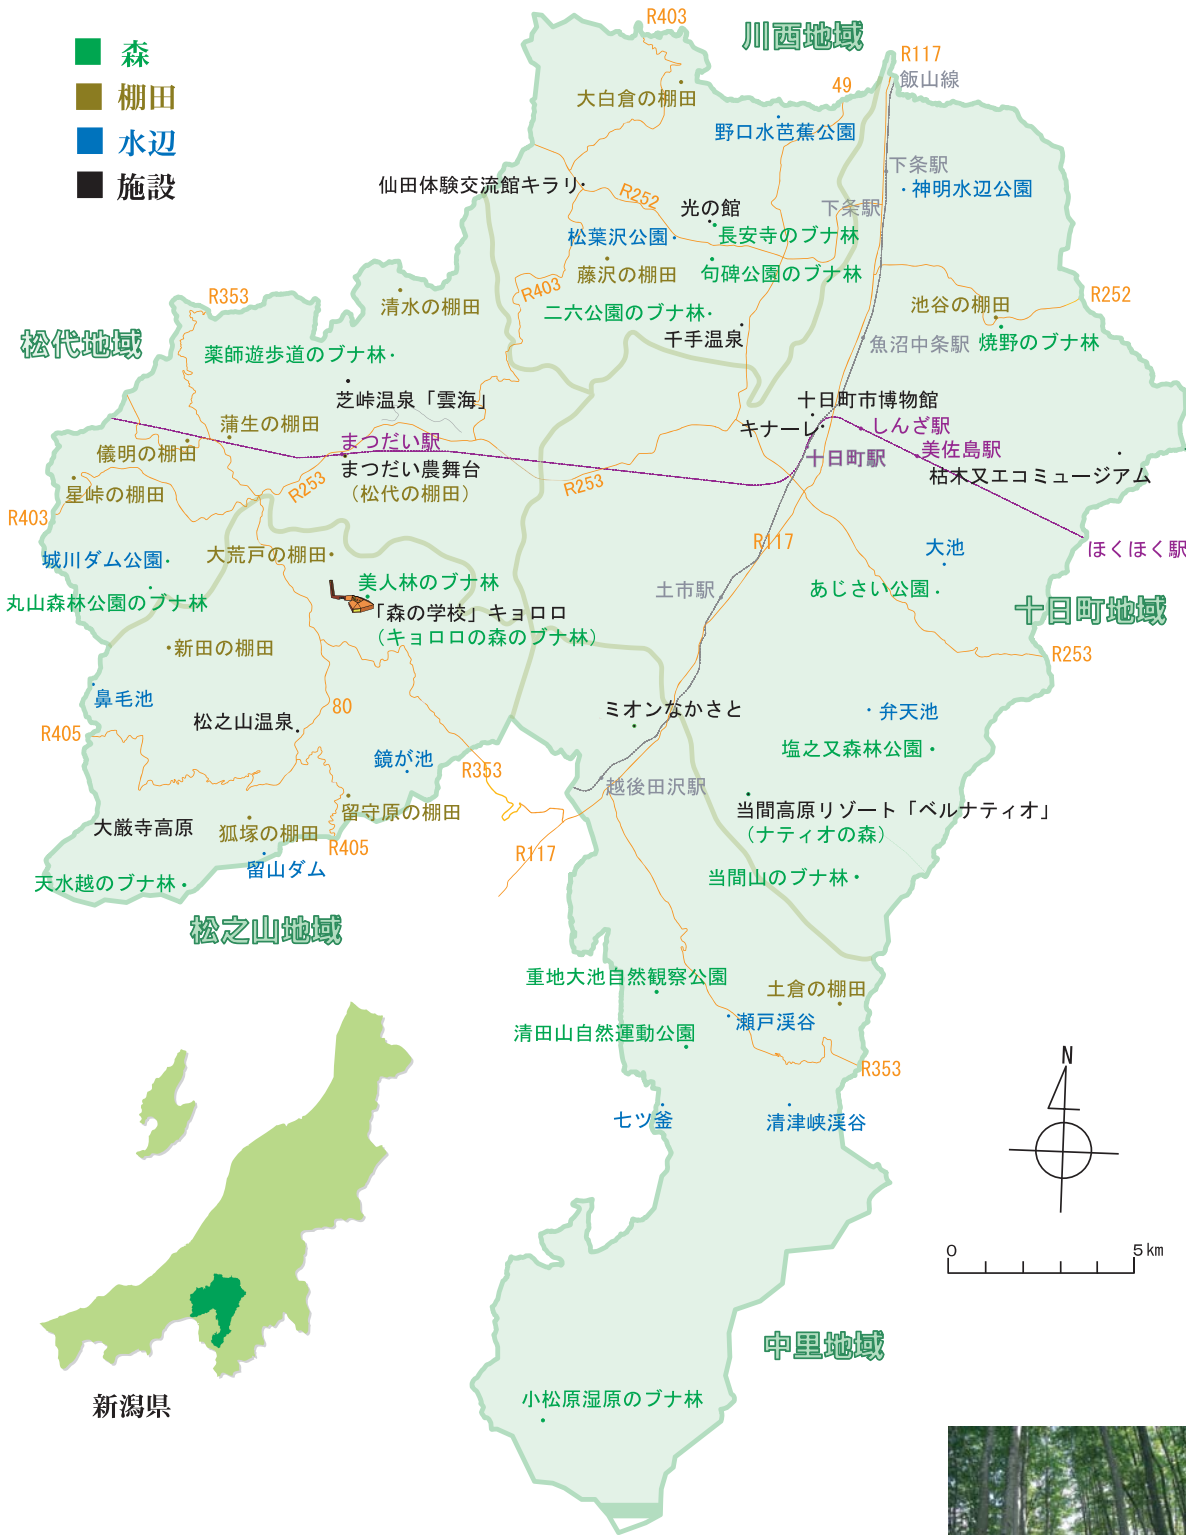 森
棚田
水辺
施設
R403
川西地域
R117
飯山線
大白倉の棚田
49
野口水芭蕉公園
下条駅
仙田体験交流館キラリ
R252
神明水辺公園
光の館
下条駅
松葉沢公園
長安寺のブナ林
藤沢の棚田
句碑公園のブナ林
R403
R353
清水の棚田
R252
二六公園のブナ林
池谷の棚田
千手温泉
魚沼中条駅
焼野のブナ林
松代地域
薬師遊歩道のブナ林
芝峠温泉「雲海」
十日町市博物館
キナーレ
しんざ駅
蒲生の棚田
まつだい駅
美佐島駅
儀明の棚田
十日町駅
まつだい農舞台
枯木又エコミュージアム
星峠の棚田
R253
(松代の棚田)
R253
R403
R117
大池
ほくほく駅
城川ダム公園
大荒戸の棚田
美人林のブナ林
土市駅
あじさい公園
丸山森林公園のブナ林
「森の学校」キョロロ
十日町地域
(キョロロの森のブナ林)
新田の棚田
R253
鼻毛池
80
松之山温泉
ミオンなかさと
弁天池
R405
塩之又森林公園
鏡が池
R353
越後田沢駅
留守原の棚田
当間高原リゾート「ベルナティオ」
大厳寺高原
狐塚の棚田
(ナティオの森)
R405
R117
留山ダム
天水越のブナ林
当間山のブナ林
松之山地域
重地大池自然観察公園
土倉の棚田
瀬戸渓谷
清田山自然運動公園
R353
N
七ツ釜
清津峡渓谷
0
5km
中里地域
新潟県
小松原湿原のブナ林